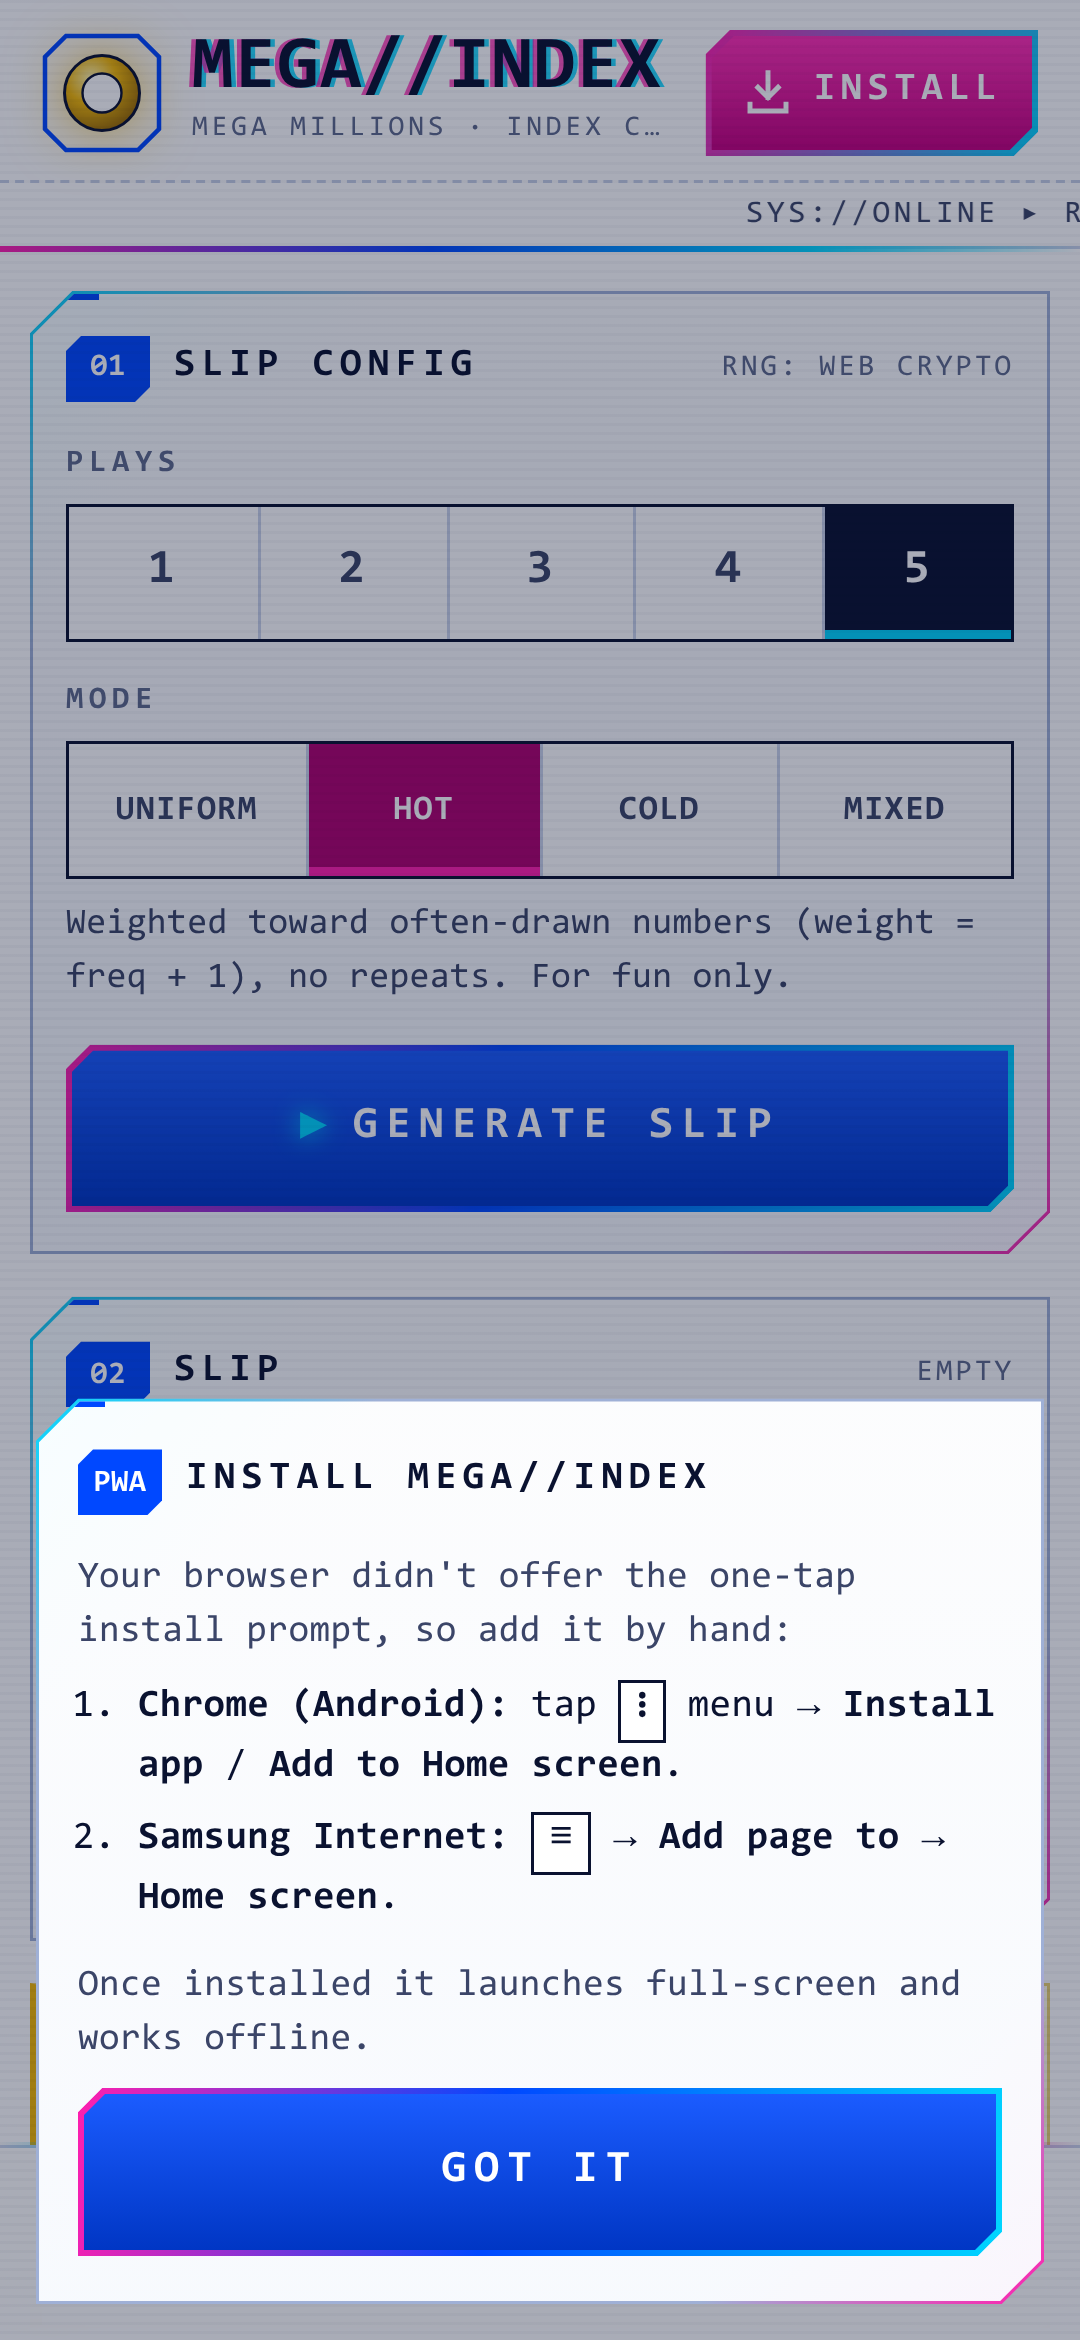 MEGA//INDEX
MEGA MILLIONS · INDEX C…
INSTALL
SYS://ONLINE ▸ R
01 SLIP CONFIG
RNG: WEB CRYPTO
PLAYS
1 2 3 4 5
MODE
UNIFORM HOT COLD MIXED
Weighted toward often-drawn numbers (weight =
freq + 1), no repeats. For fun only.
▶ GENERATE SLIP
02 SLIP
EMPTY
PWA INSTALL MEGA//INDEX
Your browser didn't offer the one-tap
install prompt, so add it by hand:
1. Chrome (Android): tap ⋮ menu → Install
app / Add to Home screen.
2. Samsung Internet: ≡ → Add page to →
Home screen.
Once installed it launches full-screen and
works offline.
GOT IT